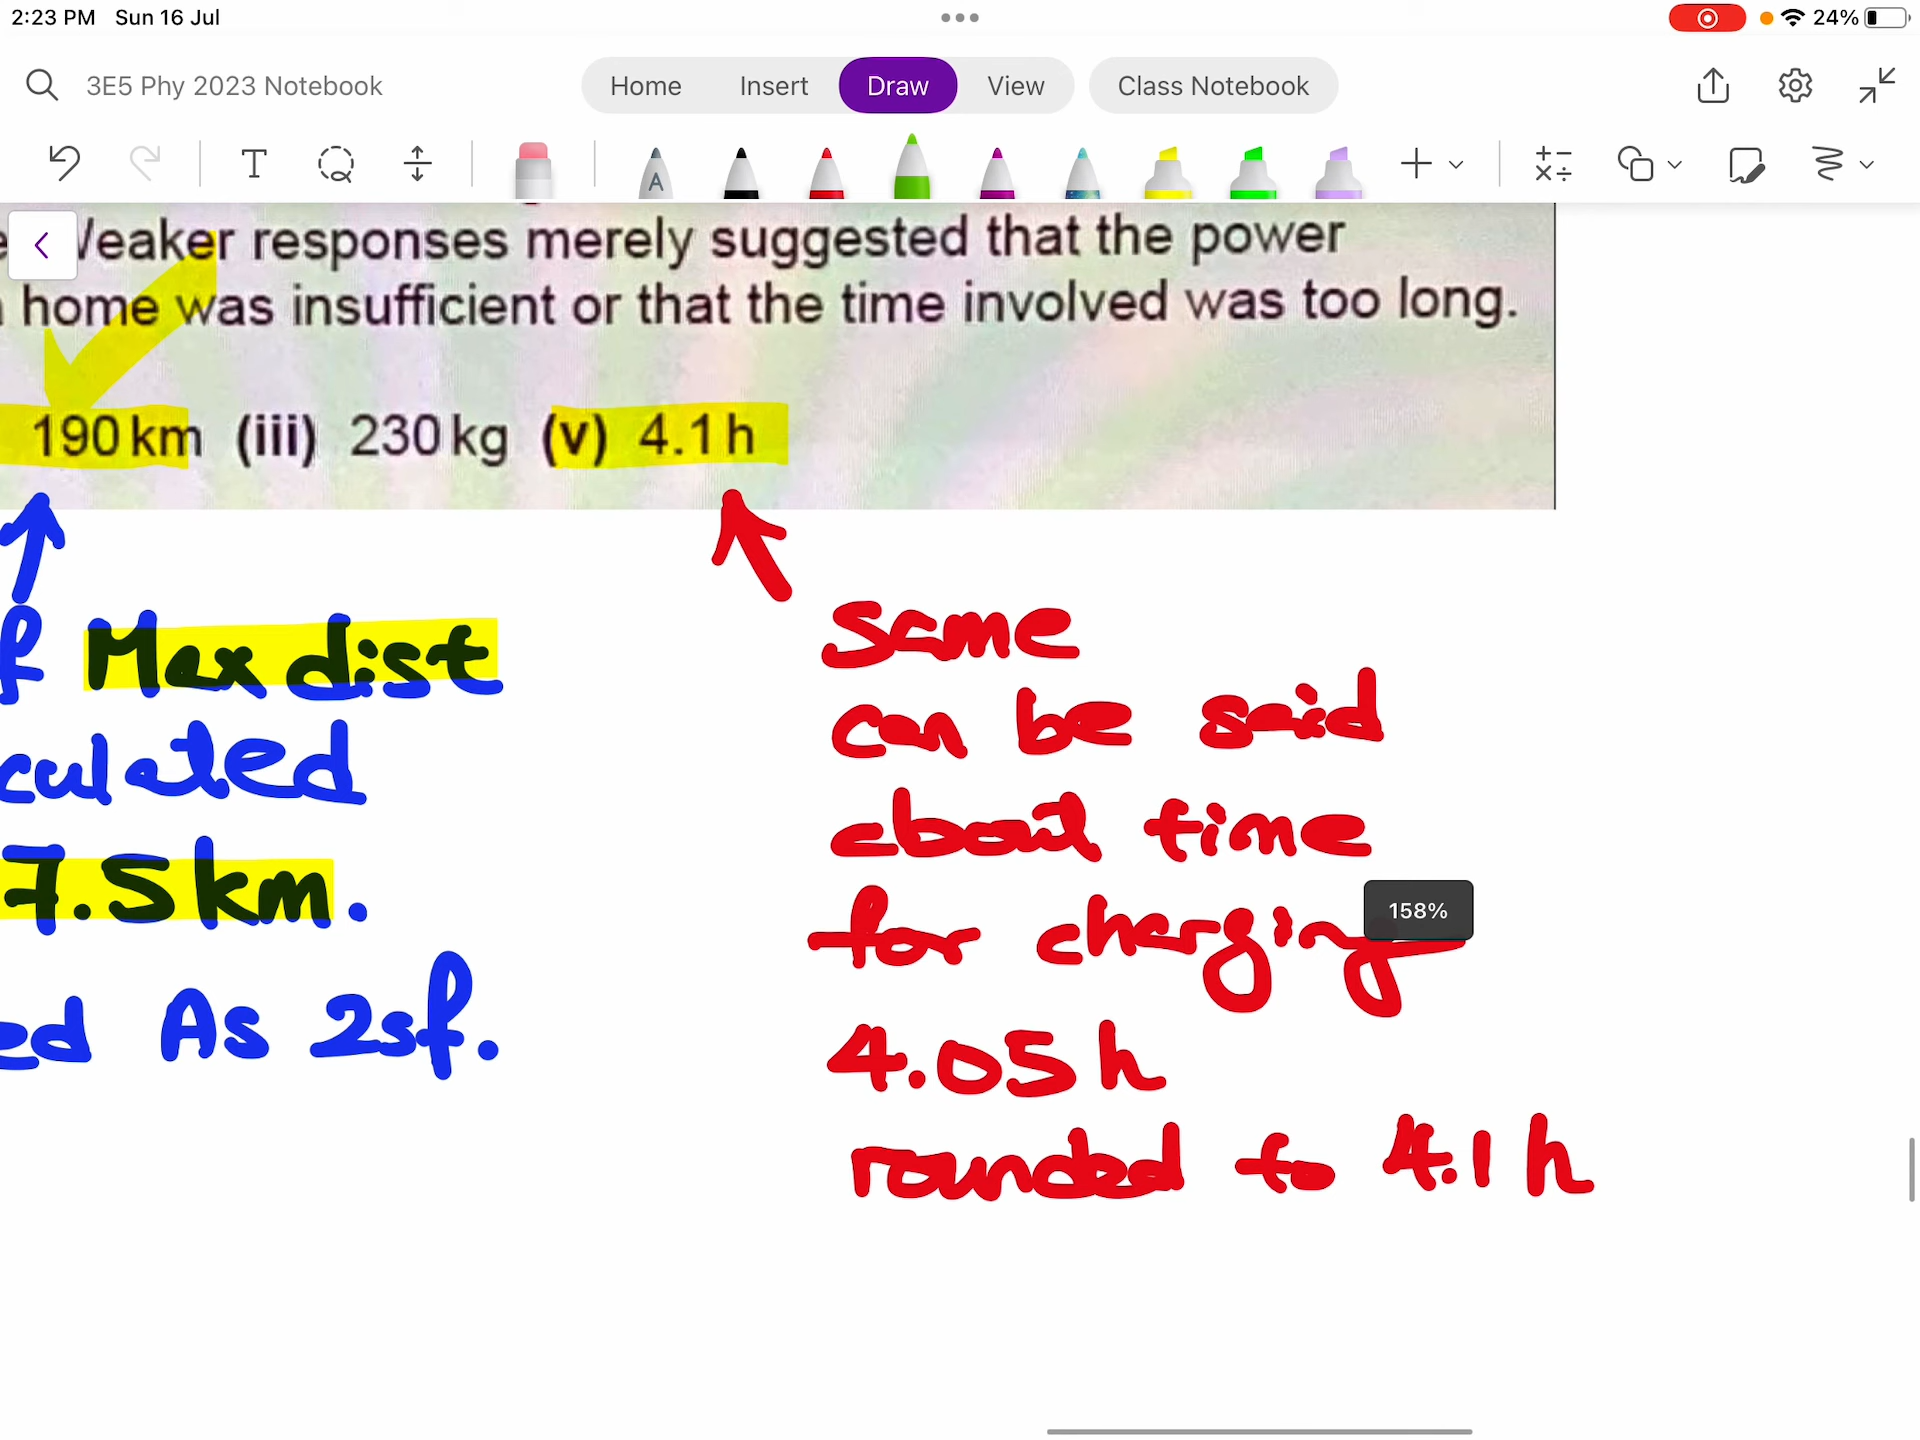 2:23 PM Sun 16 Jul
24%
3E5 Phy 2023 Notebook
Home Insert Draw View Class Notebook
T
A
responses merely suggested that the power
home was insufficient or that the time involved was too long.
190 km (iii) 230 kg (v) 4.1 h
Max dist
culated
7.5 km.
ed As 2sf.
Same
can be said
about time
for charging
158%
4.05 h
rounded to 4.1 h